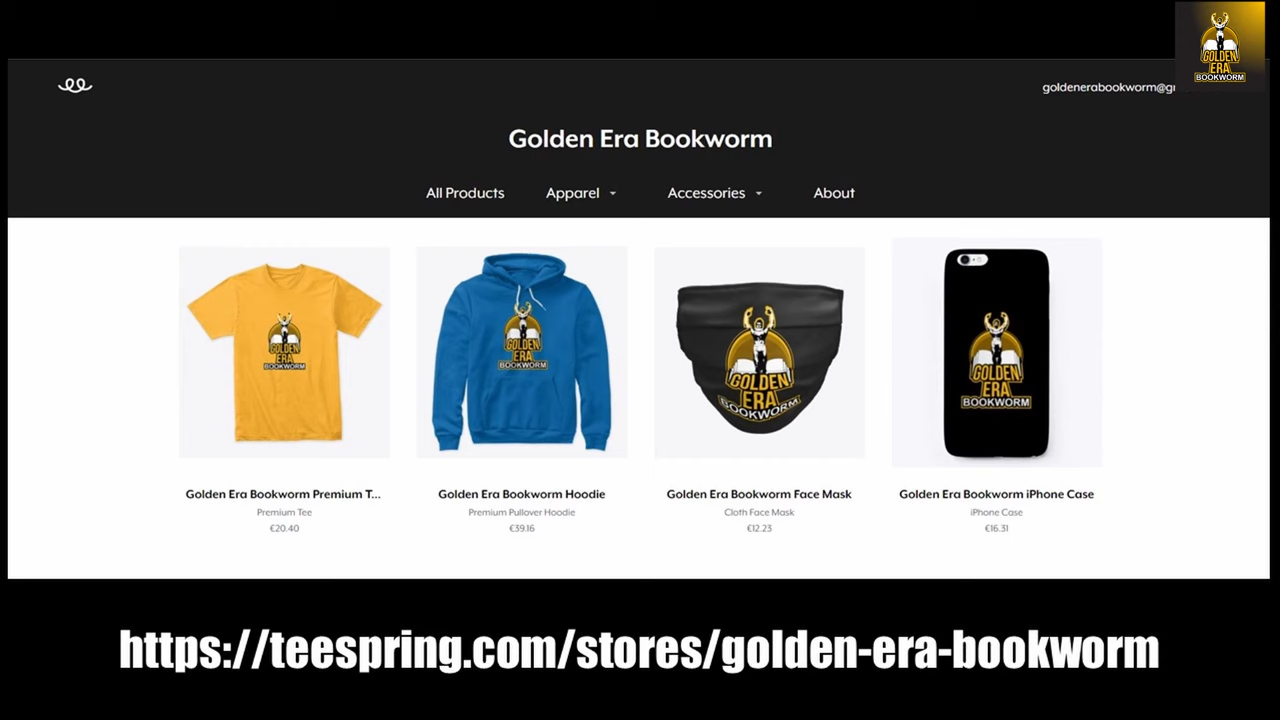 GOLDEN
ERA
BOOKWORM
goldenerabookworm@g
Golden Era Bookworm
All Products
Apparel
Accessories
About
GOLDEN
ERA
BOOKWORM
GOLDEN
ERA
BOOKWORM
GOLDEN
ERA
BOOKWORM
GOLDEN
ERA
BOOKWORM
Golden Era Bookworm Premium T...
Premium Tee
€20.40
Golden Era Bookworm Hoodie
Premium Pullover Hoodie
€39.16
Golden Era Bookworm Face Mask
Cloth Face Mask
€12.23
Golden Era Bookworm iPhone Case
iPhone Case
€16.31
https://teespring.com/stores/golden-era-bookworm